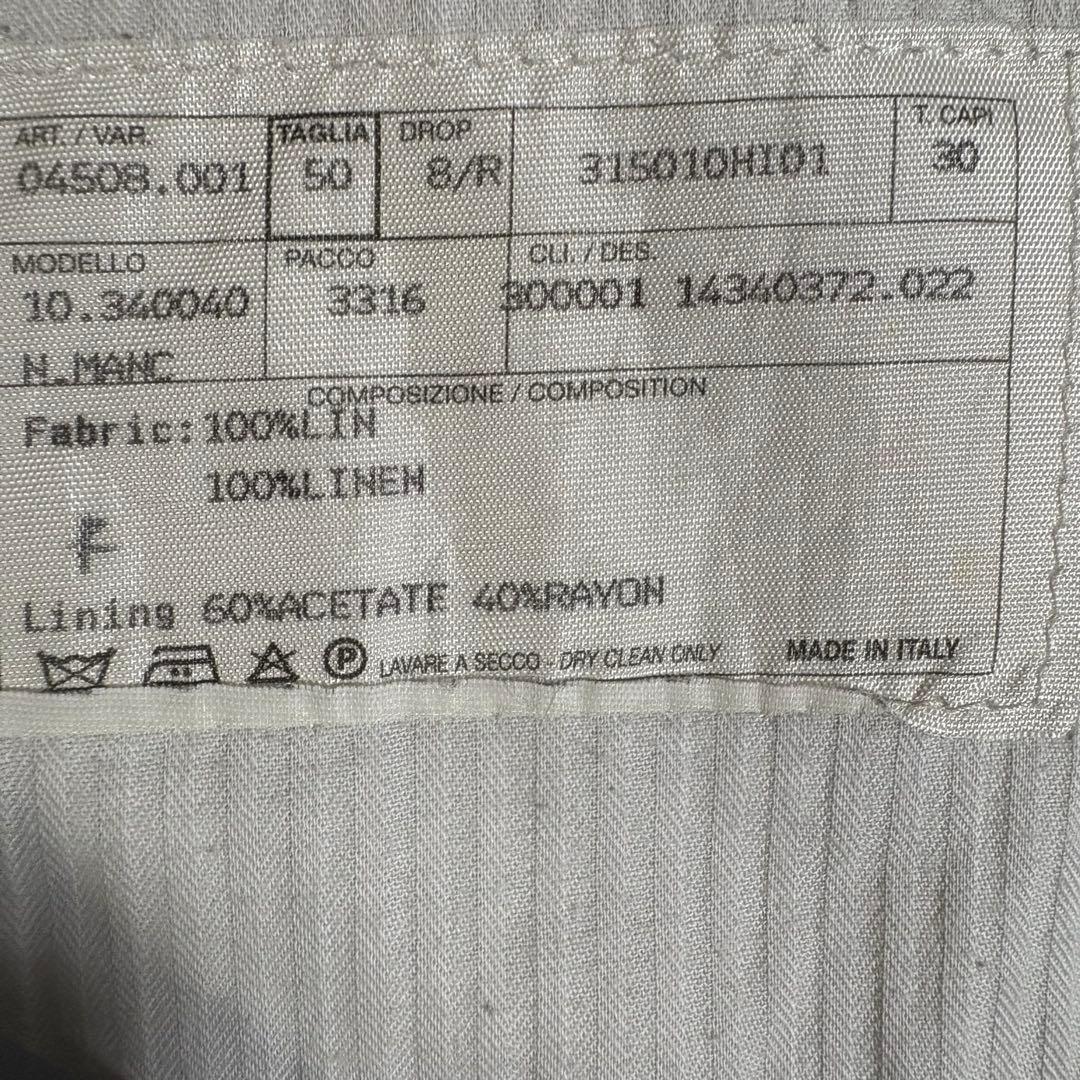 ART. / VAR. TAGLIA DROP T. CAPI
04508.001 50 8/R 315010HI01 30
MODELLO PACCO CLI. / DES.
10.340040 3316 300001 14340372.022
N.MANC
COMPOSIZIONE / COMPOSITION
Fabric:100%LIN
100%LINEN
F
Lining 60%ACETATE 40%RAYON
P LAVARE A SECCO - DRY CLEAN ONLY MADE IN ITALY